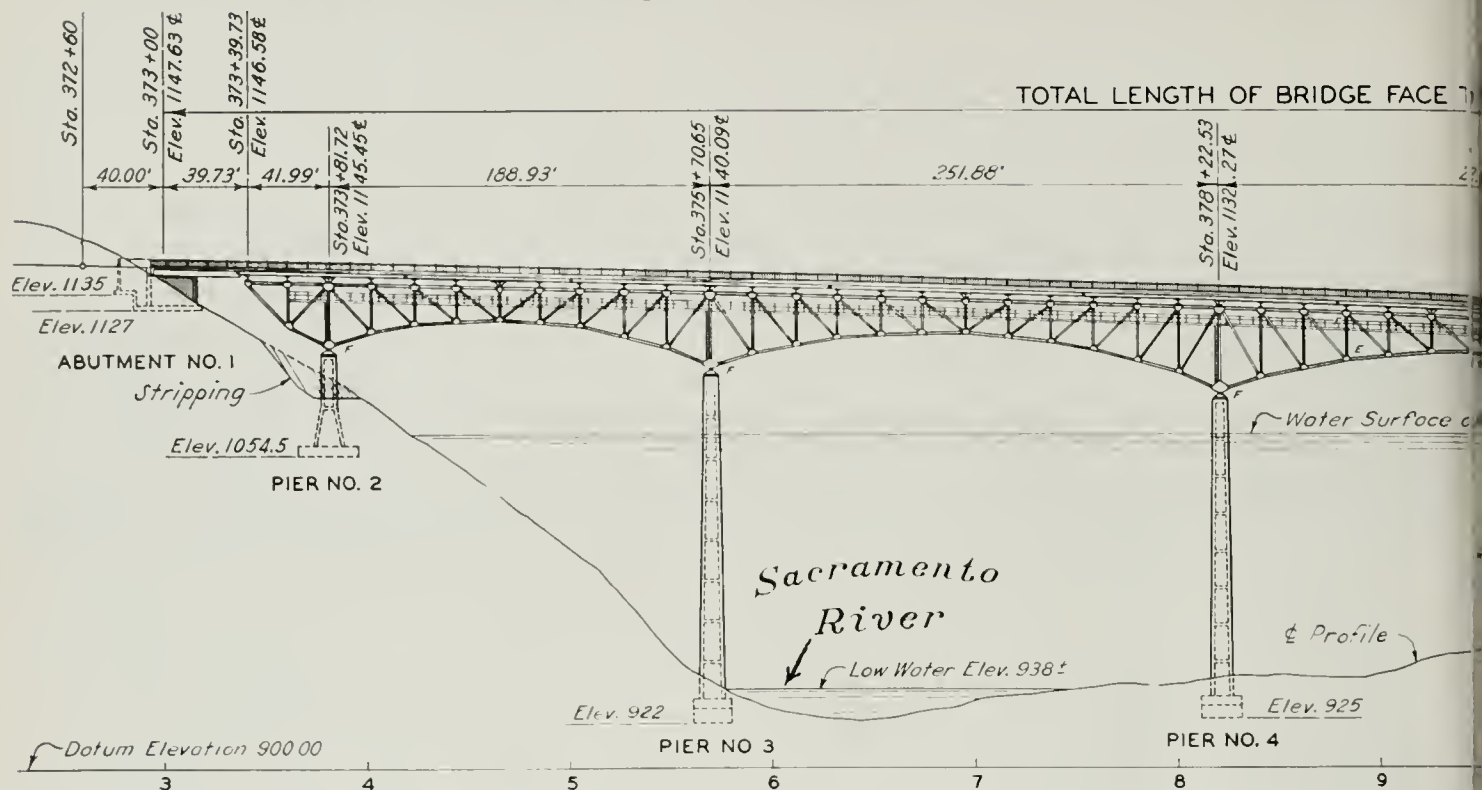 Sta. 372+60
Sta. 373+00
Elev. 1147.63 ℄
Sta. 373+39.73
Elev. 1146.58 ℄
TOTAL LENGTH OF BRIDGE FACE
Sta. 373+81.72
Elev. 1145.45 ℄
Sta. 375+70.65
Elev. 1140.09 ℄
Sta. 378+22.53
Elev. 1132.27 ℄
40.00'
39.73'
41.99'
188.93'
251.88'
Elev. 1135
Elev. 1127
ABUTMENT NO. 1
Stripping
F
F
F
E
Water Surface
Elev. 1054.5
PIER NO. 2
Sacramento
River
℄ Profile
Low Water Elev. 938±
Elev. 922
Elev. 925
PIER NO 3
PIER NO. 4
Datum Elevation 900 00
3 4 5 6 7 8 9